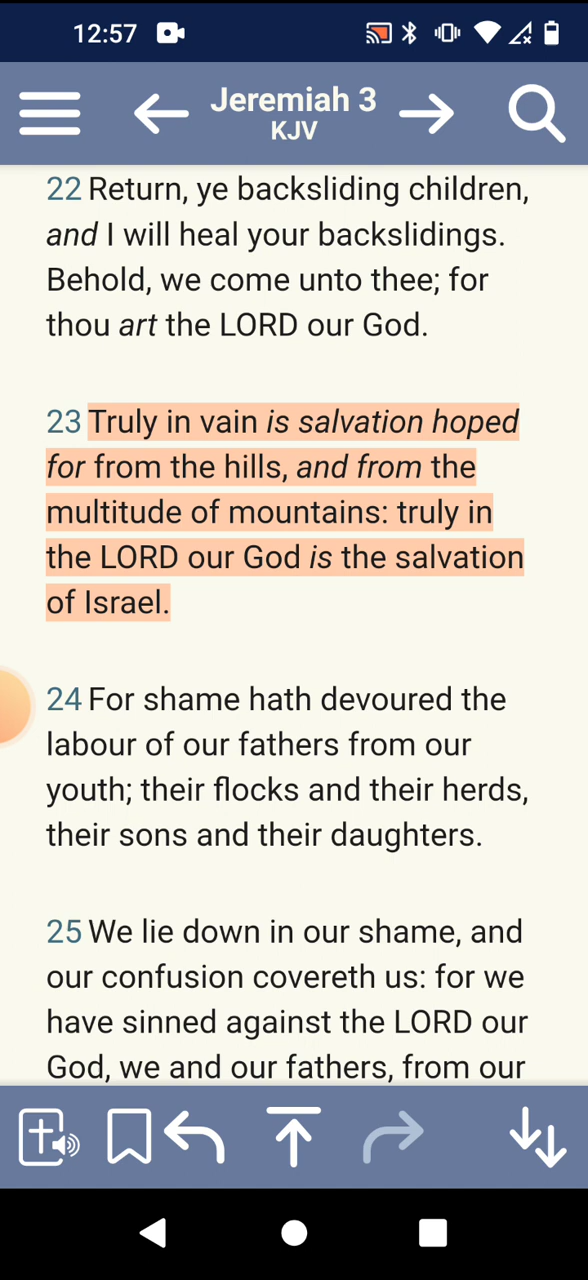 12:57
Jeremiah 3
KJV
22 Return, ye backsliding children,
and I will heal your backslidings.
Behold, we come unto thee; for
thou art the LORD our God.
23 Truly in vain is salvation hoped
for from the hills, and from the
multitude of mountains: truly in
the LORD our God is the salvation
of Israel.
24 For shame hath devoured the
labour of our fathers from our
youth; their flocks and their herds,
their sons and their daughters.
25 We lie down in our shame, and
our confusion covereth us: for we
have sinned against the LORD our
God, we and our fathers, from our